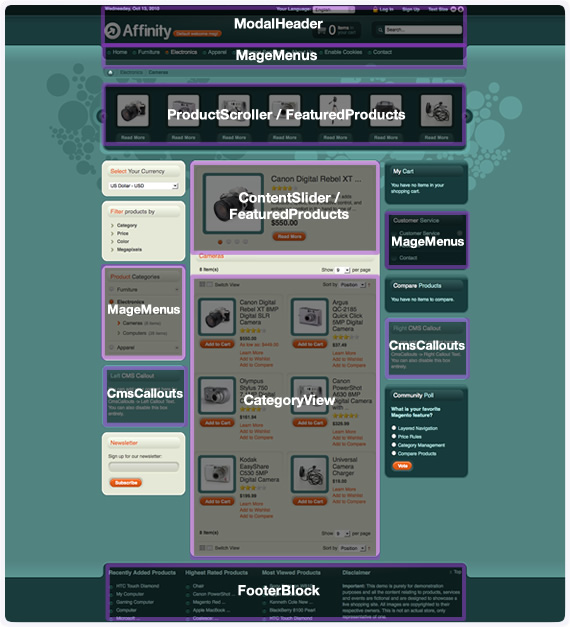 Wednesday, Oct 13, 2010
Your Language: English
Log In
Sign Up
Text Size
ModalHeader
Affinity
0 items in your cart
Search...
MageMenus
Home Furniture Electronics Apparel Enable Cookies Contact
Electronics Cameras
ProductScroller / FeaturedProducts
Read More Read More Read More Read More Read More Read More Read More
Select Your Currency
US Dollar - USD
Filter products by
Category
Price
Color
Megapixels
Product Categories
Furniture
Electronics
MageMenus
Cameras (8 items)
Computers
Apparel
Left CMS Callout
CmsCallouts
CmsCallouts -> Left Callout Text.
You can also disable this box entirely.
Newsletter
Sign up for our newsletter:
Subscribe
Canon Digital Rebel XT ...
ContentSlider /
FeaturedProducts
$550.00
Read More
Cameras
8 Item(s)
Show 9 per page
Switch View
Sort by Position
Canon Digital
Rebel XT 8MP
Digital SLR
Camera
Add to Cart
Learn More
Add to Wishlist
Add to Compare
Argus
QC-2185
Quick Click
5MP Digital
Camera
$37.49
Add to Cart
Learn More
Add to Wishlist
Add to Compare
CategoryView
Olympus
Stylus 750
Digital
$161.94
Add to Cart
Learn More
Add to Wishlist
Add to Compare
Canon
PowerShot
A630 8MP
Digital
Camera with ...
$329.99
Add to Cart
Learn More
Add to Wishlist
Add to Compare
Kodak
EasyShare
C530 5MP
Digital Camera
$199.99
Add to Cart
Learn More
Add to Wishlist
Add to Compare
Universal
Camera
Charger
$19.00
Add to Cart
Learn More
Add to Wishlist
Add to Compare
8 Item(s)
Show 9 per page
Switch View
Sort by Position
My Cart
You have no items in your
shopping cart.
Customer Service
Customer Service
MageMenus
Contact
Compare Products
You have no items to compare.
Right CMS Callout
CmsCallouts
CmsCallouts -> Right Callout Text.
You can also disable this box
entirely.
Community Poll
What is your favorite
Magento feature?
Layered Navigation
Price Rules
Category Management
Compare Products
Vote
Top
Recently Added Products
HTC Touch Diamond
My Computer
Gaming Computer
Computer
Microsoft ...
Highest Rated Products
Chair
Canon PowerShot ...
Magento Red ...
Apple MacBook ...
Most Viewed Products
FooterBlock
Kenneth Cole New ...
BlackBerry 8100 Pearl
HTC Touch Diamond
Disclaimer
Important: This demo is purely for demonstration
purposes and all the content relating to products, services
and events are fictional and are designed to showcase a
live shopping site. All images are copyrighted to their
respective owners. This is not an actual store, only
representative of one.